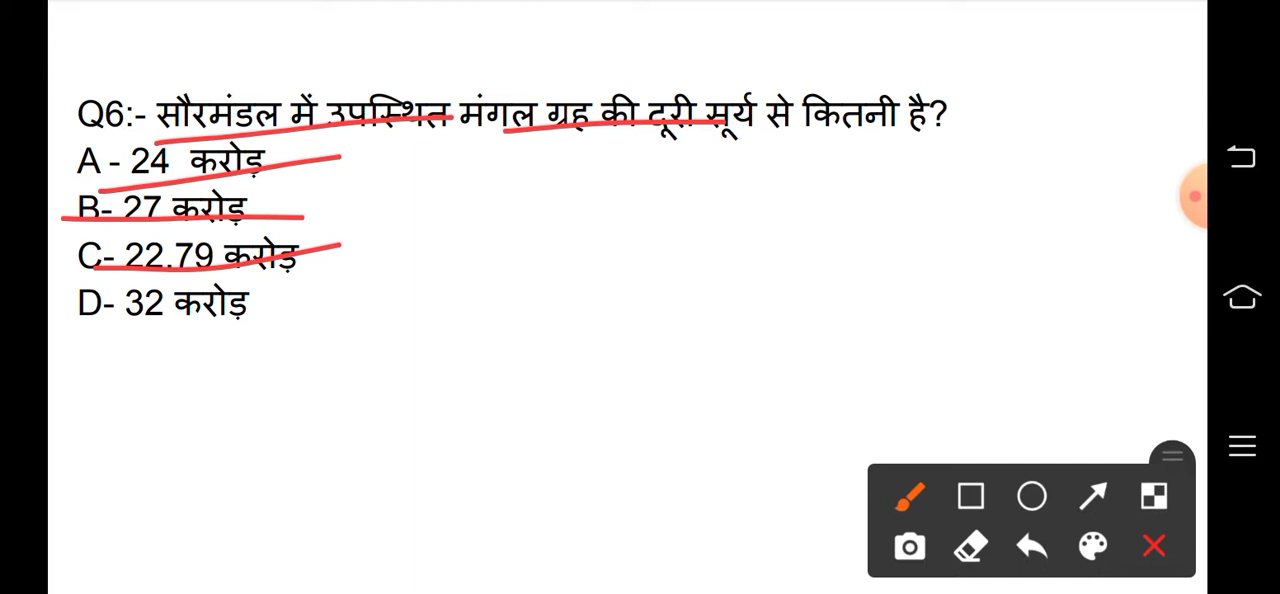 Q6:- सौरमंडल में उपस्थित मंगल ग्रह की दूरी सूर्य से कितनी है?
A - 24 करोड़
B- 27 करोड़
C- 22.79 करोड़
D- 32 करोड़